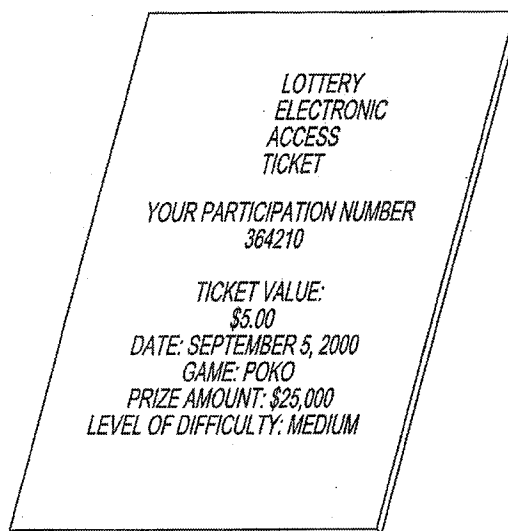 LOTTERY
ELECTRONIC
ACCESS
TICKET
YOUR PARTICIPATION NUMBER
364210
TICKET VALUE:
$5.00
DATE: SEPTEMBER 5, 2000
GAME: POKO
PRIZE AMOUNT: $25,000
LEVEL OF DIFFICULTY: MEDIUM